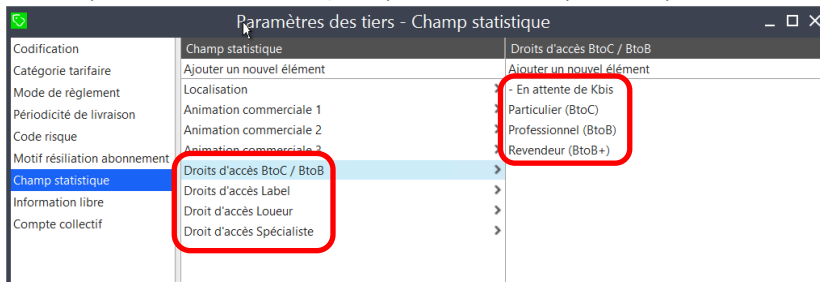 Paramètres des tiers - Champ statistique
Codification
Catégorie tarifaire
Mode de règlement
Périodicité de livraison
Code risque
Motif résiliation abonnement
Champ statistique
Information libre
Compte collectif
Champ statistique
Ajouter un nouvel élément
Localisation
Animation commerciale 1
Animation commerciale 2
Animation commerciale 3
Droits d'accès BtoC / BtoB
Droits d'accès Label
Droit d'accès Loueur
Droit d'accès Spécialiste
Droits d'accès BtoC / BtoB
Ajouter un nouvel élément
- En attente de Kbis
Particulier (BtoC)
Professionnel (BtoB)
Revendeur (BtoB+)